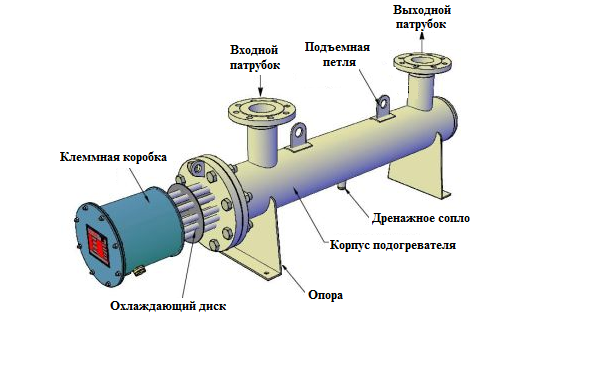 Выходной
патрубок
Входной
патрубок
Подъемная
петля
Клеммная коробка
Дренажное сопло
Корпус подогревателя
Опора
Охлаждающий диск